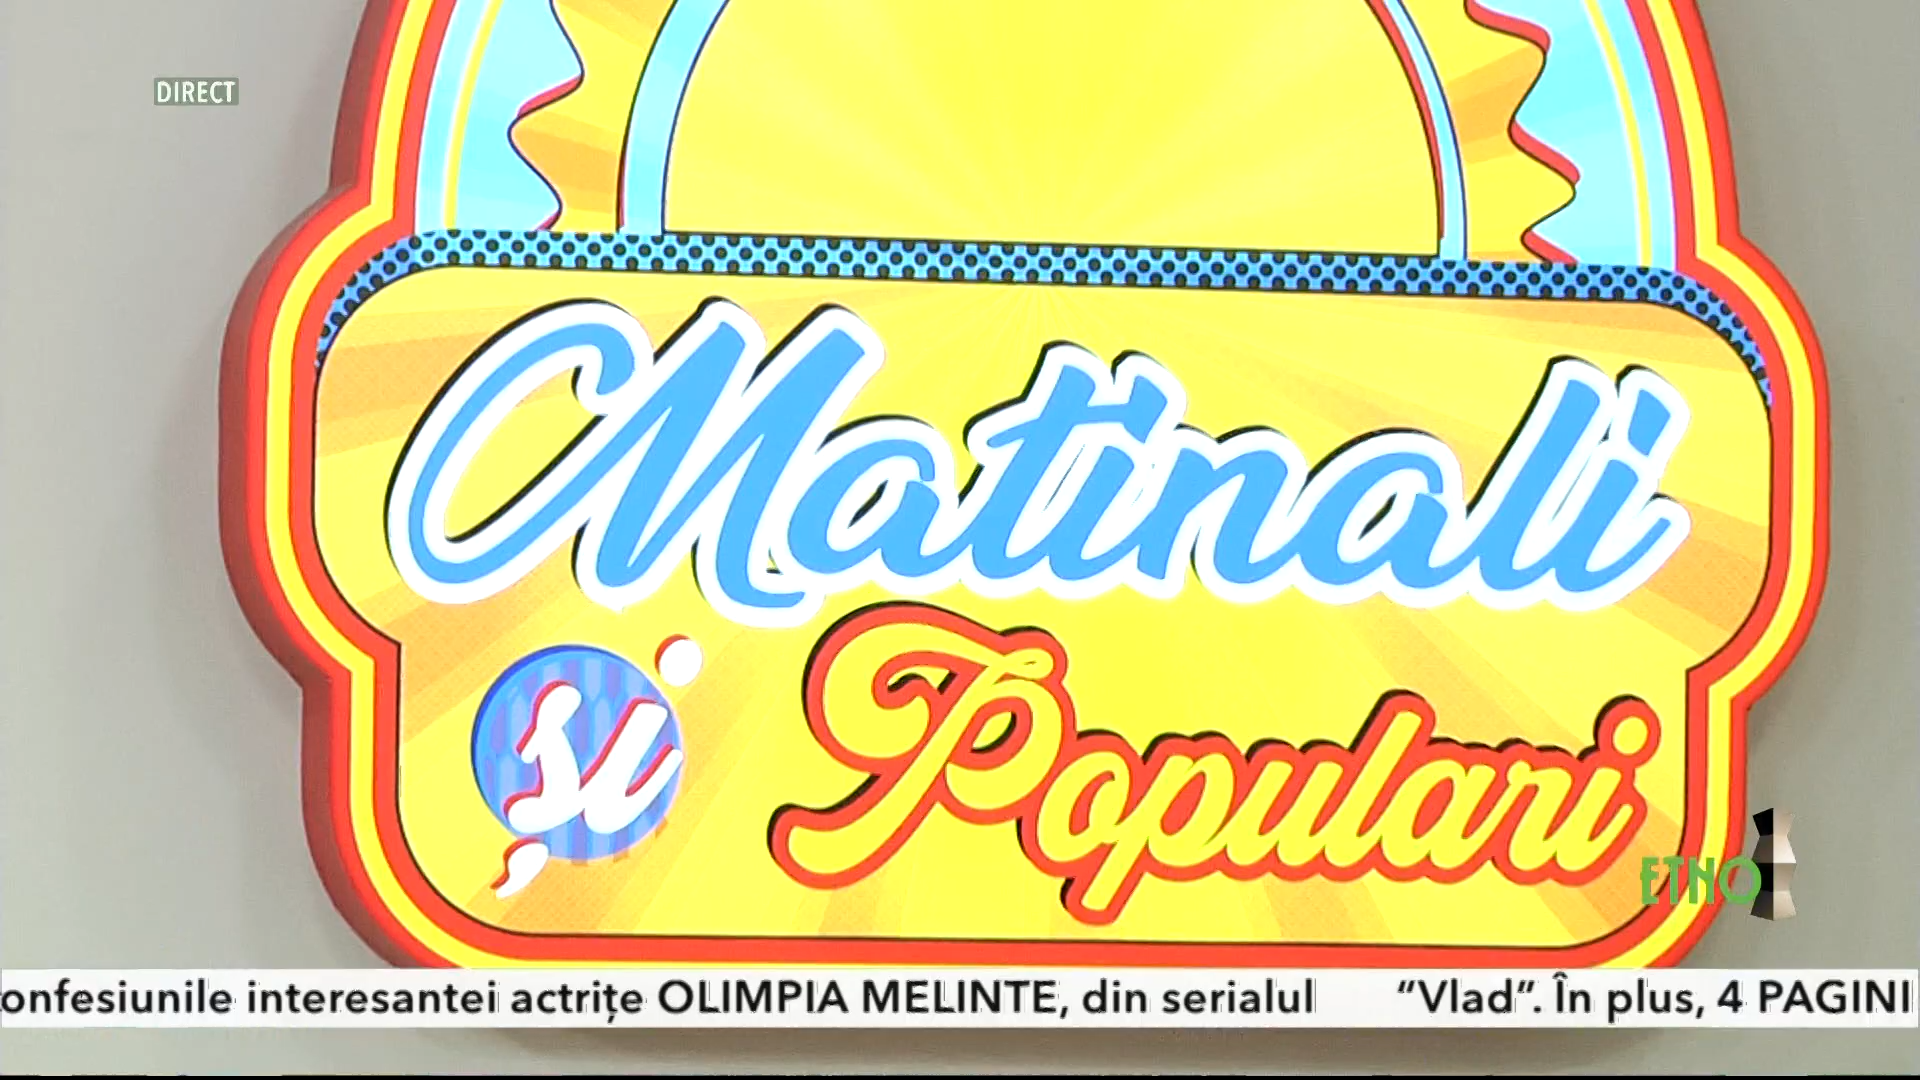 DIRECT
Matinali
și Populari
ETNO
onfesiunile interesantei actrițe OLIMPIA MELINTE, din serialul “Vlad”. În plus, 4 PAGINI